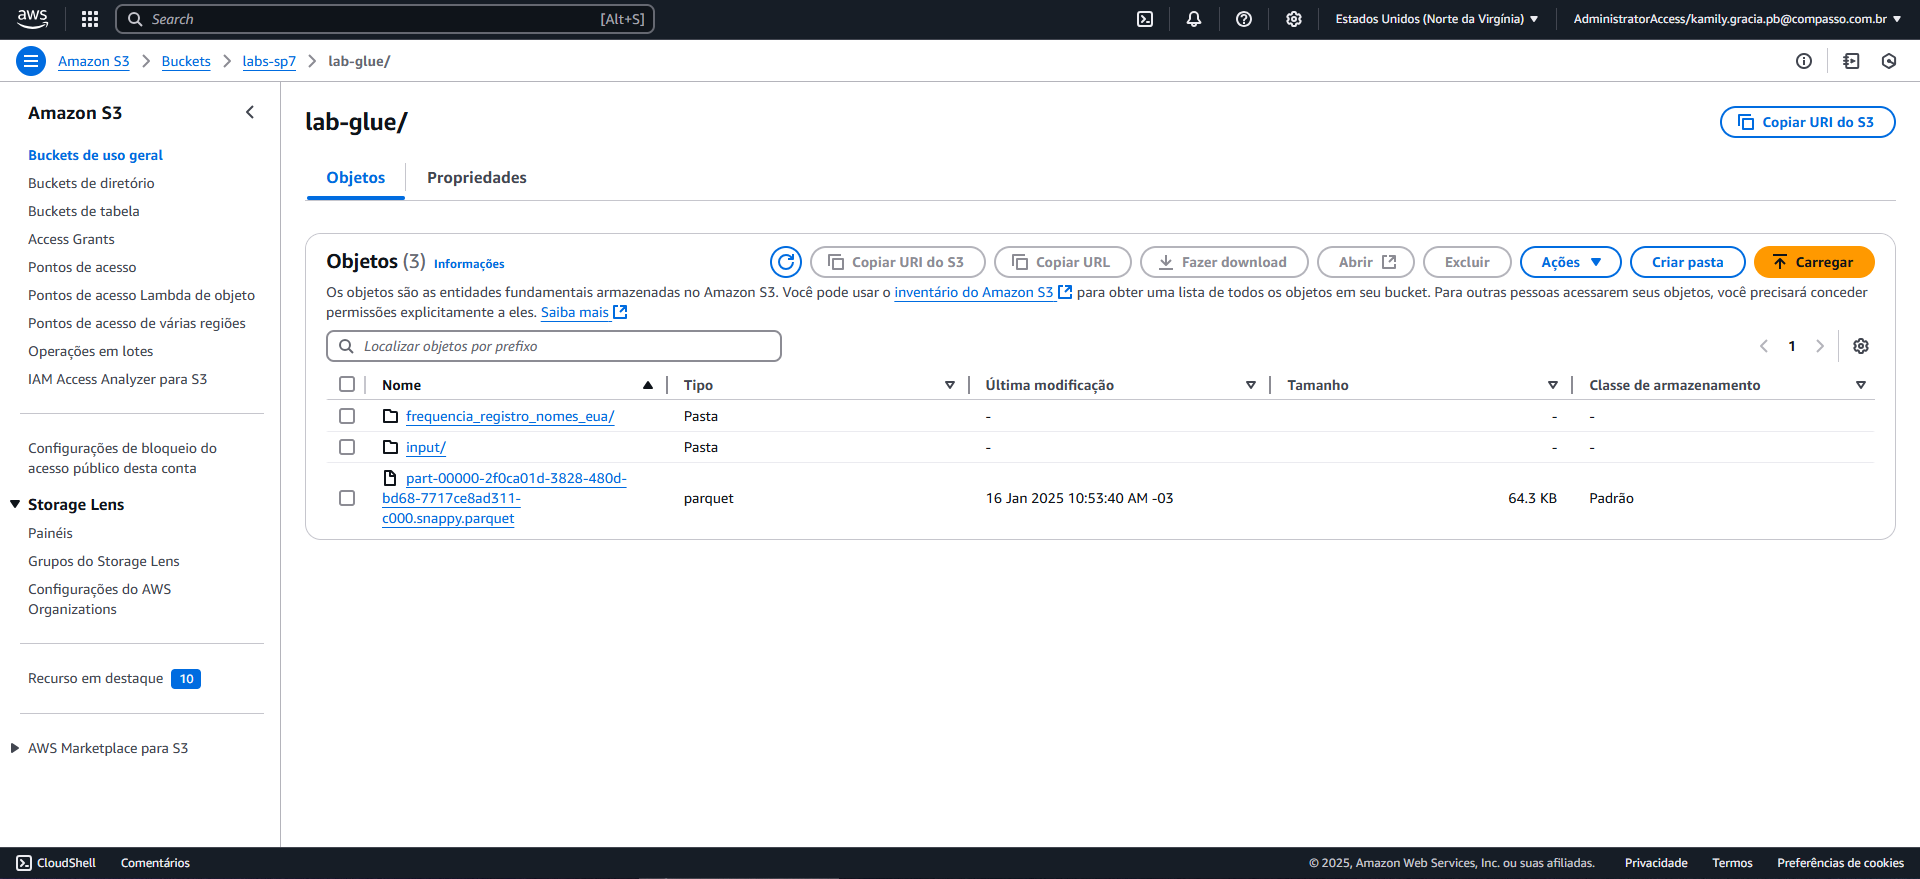 aws
Search [Alt+S]
Estados Unidos (Norte da Virgínia)
AdministratorAccess/kamily.gracia.pb@compasso.com.br
Amazon S3 Buckets labs-sp7 lab-glue/
Amazon S3
Buckets de uso geral
Buckets de diretório
Buckets de tabela
Access Grants
Pontos de acesso
Pontos de acesso Lambda de objeto
Pontos de acesso de várias regiões
Operações em lotes
IAM Access Analyzer para S3
Configurações de bloqueio do
acesso público desta conta
Storage Lens
Painéis
Grupos do Storage Lens
Configurações do AWS
Organizations
Recurso em destaque 10
AWS Marketplace para S3
lab-glue/
Copiar URI do S3
Objetos Propriedades
Objetos (3) Informações
Copiar URI do S3 Copiar URL Fazer download Abrir Excluir Ações Criar pasta Carregar
Os objetos são as entidades fundamentais armazenadas no Amazon S3. Você pode usar o inventário do Amazon S3 para obter uma lista de todos os objetos em seu bucket. Para outras pessoas acessarem seus objetos, você precisará conceder
permissões explicitamente a eles. Saiba mais
Localizar objetos por prefixo
1
Nome Tipo Última modificação Tamanho Classe de armazenamento
frequencia_registro_nomes_eua/ Pasta - - -
input/ Pasta - - -
part-00000-2f0ca01d-3828-480d-
bd68-7717ce8ad311- parquet 16 Jan 2025 10:53:40 AM -03 64.3 KB Padrão
c000.snappy.parquet
CloudShell Comentários
© 2025, Amazon Web Services, Inc. ou suas afiliadas. Privacidade Termos Preferências de cookies